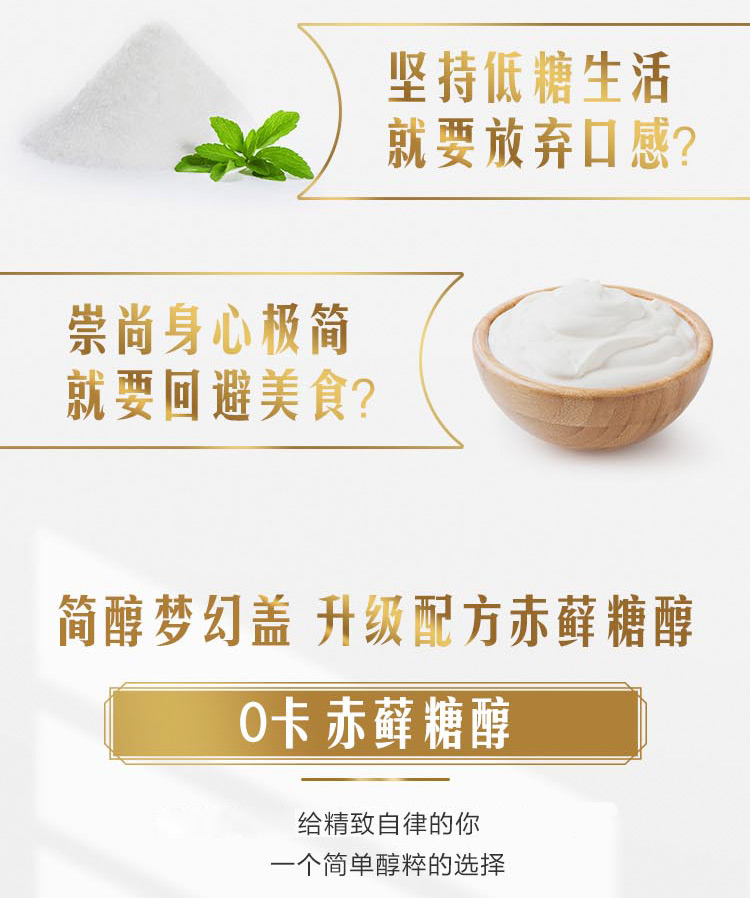 坚持低糖生活
就要放弃口感?
崇尚身心极简
就要回避美食?
简醇梦幻盖 升级配方赤藓糖醇
0卡赤藓糖醇
给精致自律的你
一个简单醇粹的选择